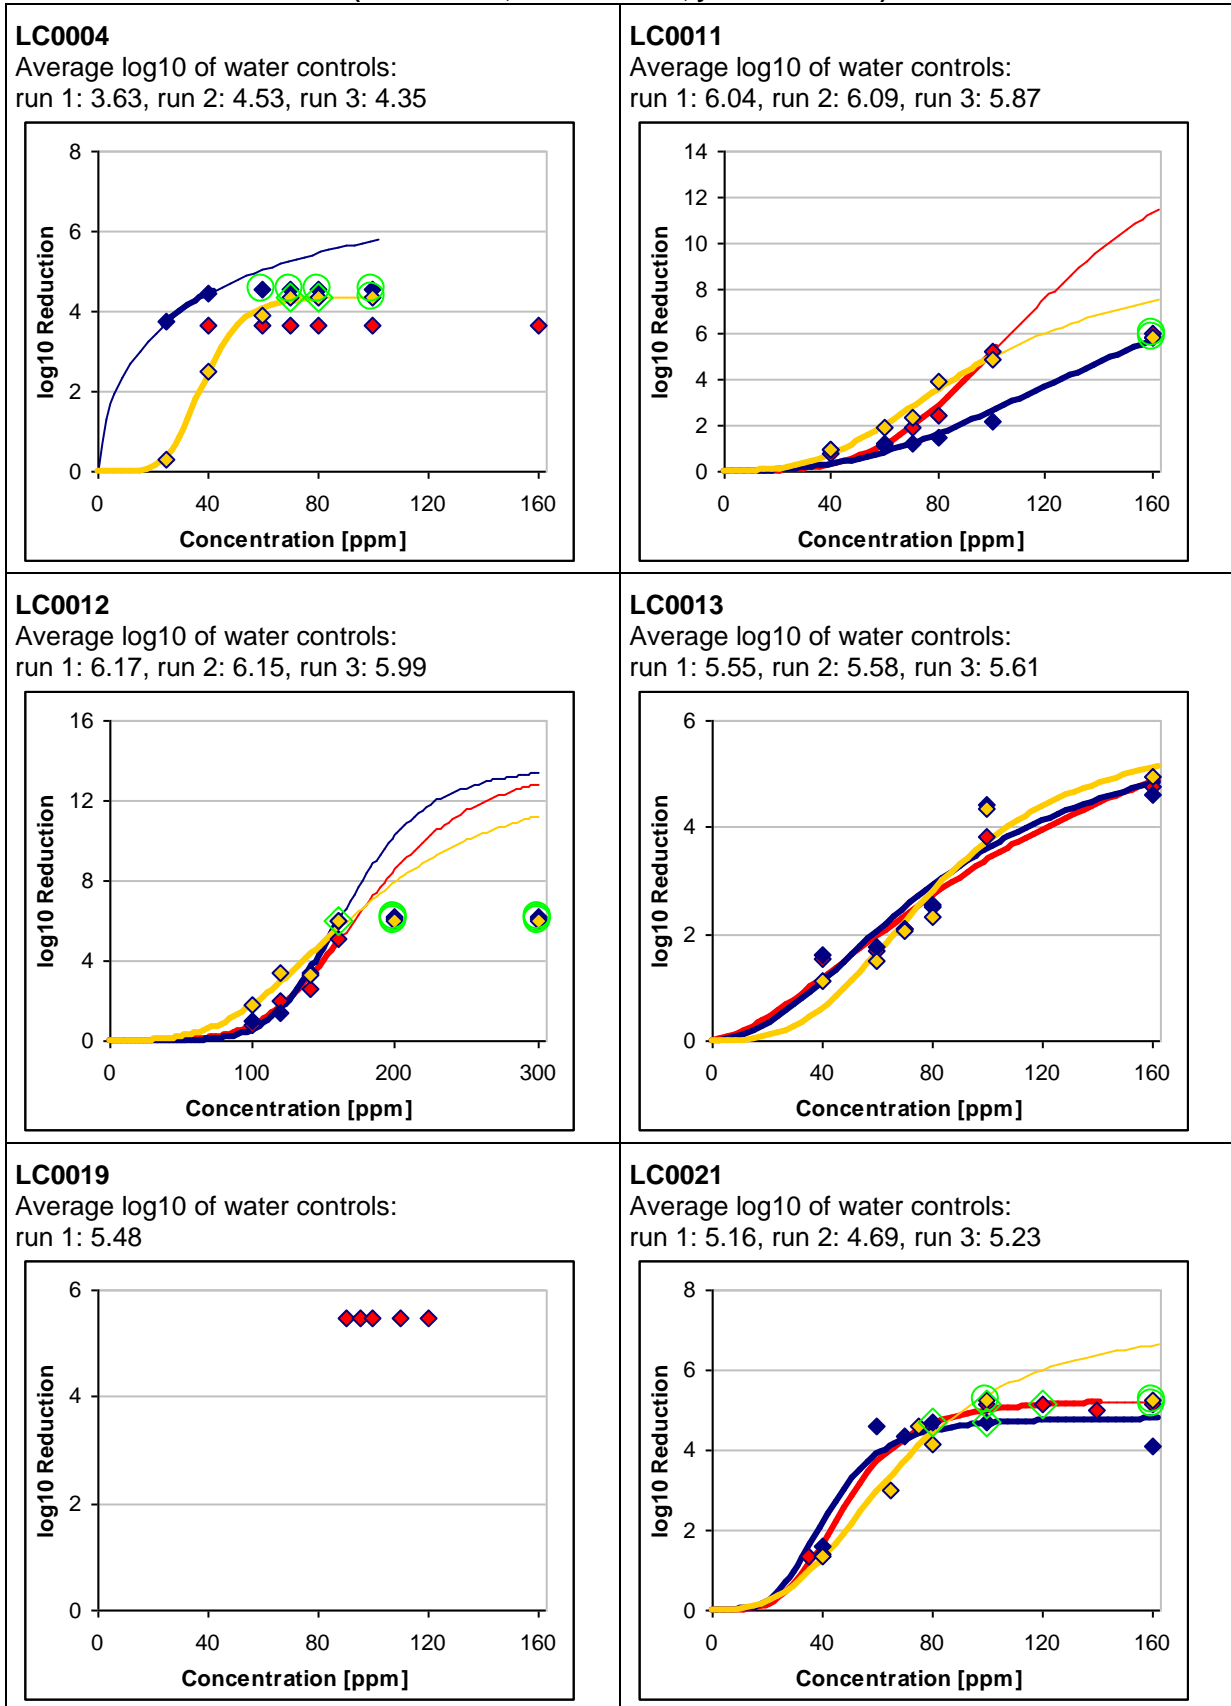 LC0004
Average log10 of water controls:
run 1: 3.63, run 2: 4.53, run 3: 4.35
8
6
4
2
0
log10 Reduction
0 40 80 120 160
Concentration [ppm]
LC0011
Average log10 of water controls:
run 1: 6.04, run 2: 6.09, run 3: 5.87
14
12
10
8
6
4
2
0
log10 Reduction
0 40 80 120 160
Concentration [ppm]
LC0012
Average log10 of water controls:
run 1: 6.17, run 2: 6.15, run 3: 5.99
16
12
8
4
0
log10 Reduction
0 100 200 300
Concentration [ppm]
LC0013
Average log10 of water controls:
run 1: 5.55, run 2: 5.58, run 3: 5.61
6
4
2
0
log10 Reduction
0 40 80 120 160
Concentration [ppm]
LC0019
Average log10 of water controls:
run 1: 5.48
6
4
2
0
log10 Reduction
0 40 80 120 160
Concentration [ppm]
LC0021
Average log10 of water controls:
run 1: 5.16, run 2: 4.69, run 3: 5.23
8
6
4
2
0
log10 Reduction
0 40 80 120 160
Concentration [ppm]